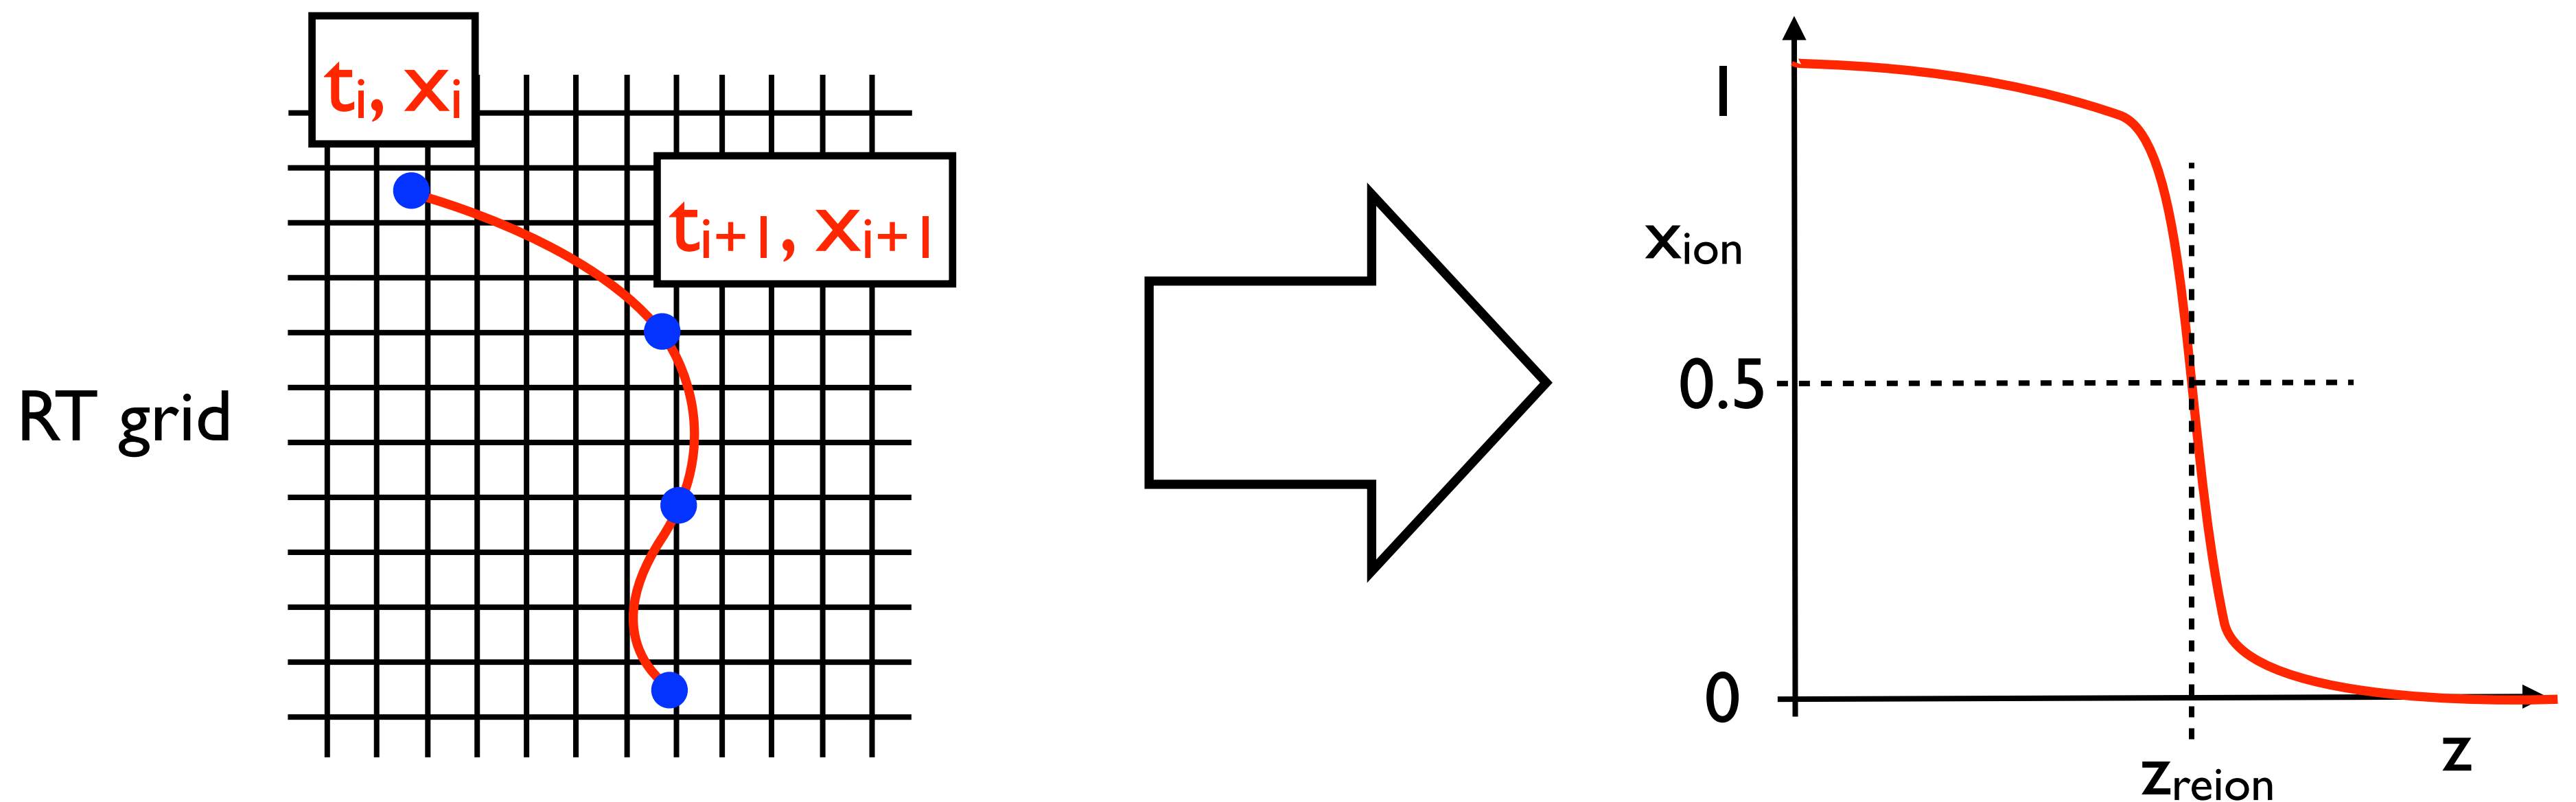 tᵢ, xᵢ
tᵢ₊₁, xᵢ₊₁
RT grid
1
xion
0.5
0
z
zreion